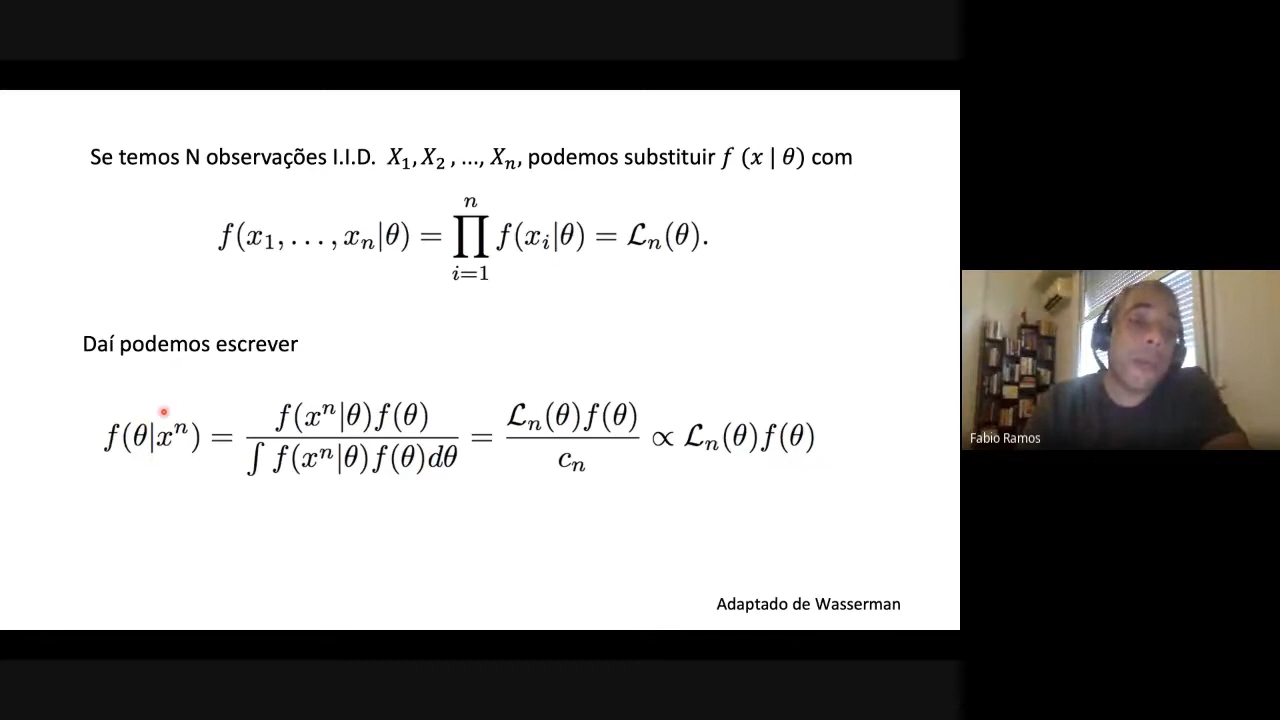 Se temos N observações I.I.D. X₁, X₂ , ..., Xₙ, podemos substituir f (x | θ) com
f(x₁, . . . , xₙ|θ) = ∏ᵢ₌₁ⁿ f(xᵢ|θ) = ℒₙ(θ).
Daí podemos escrever
f(θ|xⁿ) = f(xⁿ|θ)f(θ) / ∫ f(xⁿ|θ)f(θ)dθ = ℒₙ(θ)f(θ) / cₙ ∝ ℒₙ(θ)f(θ)
Adaptado de Wasserman
Fabio Ramos